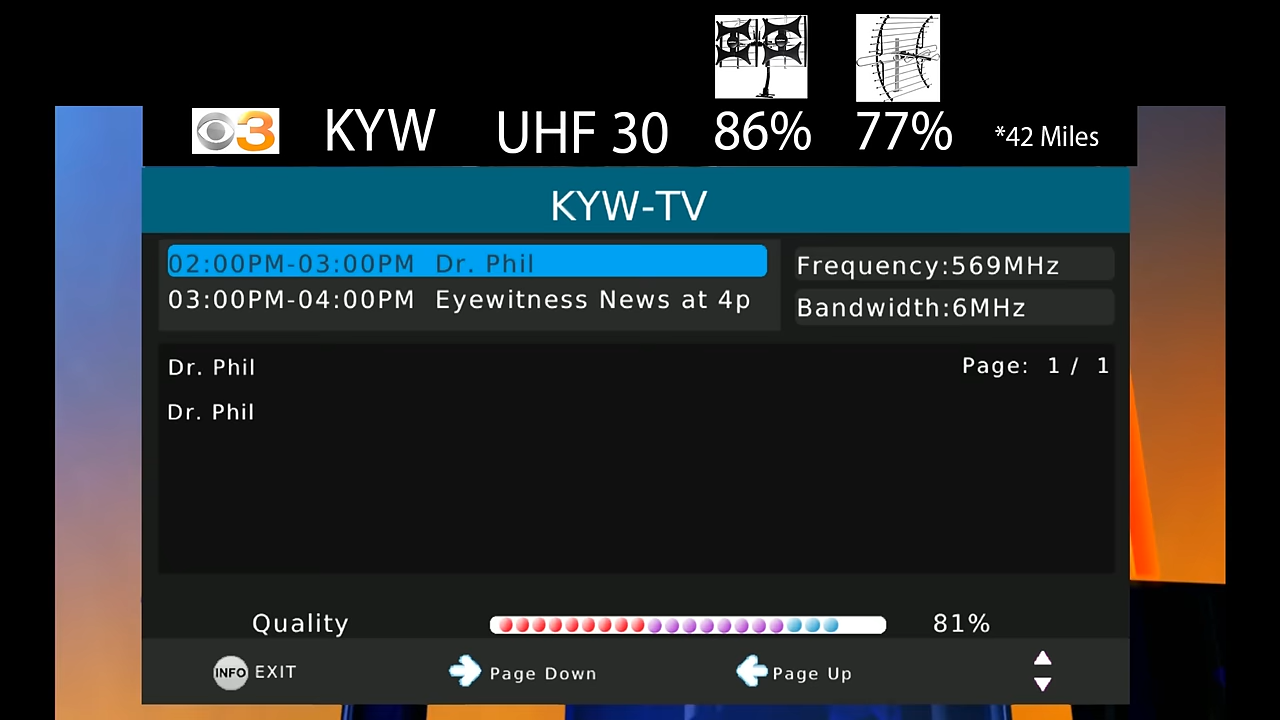 3 KYW UHF 30 86% 77% *42 Miles
KYW-TV
02:00PM-03:00PM Dr. Phil
03:00PM-04:00PM Eyewitness News at 4p
Frequency:569MHz
Bandwidth:6MHz
Dr. Phil
Page: 1 / 1
Dr. Phil
Quality 81%
INFO EXIT Page Down Page Up